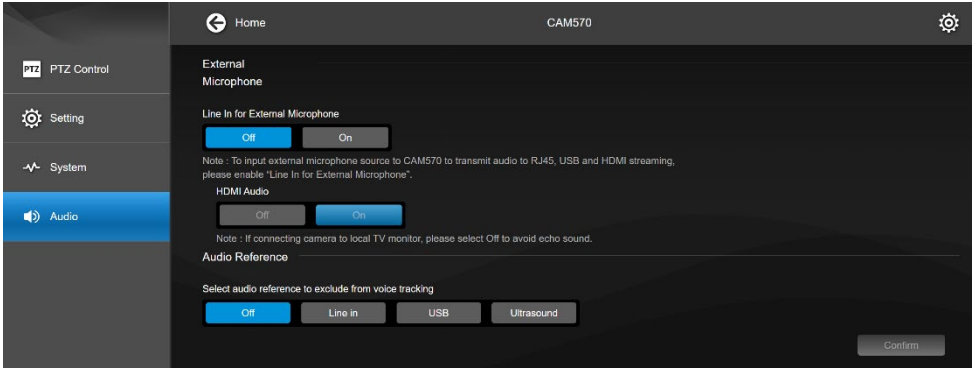 Home
CAM570
PTZ PTZ Control
Setting
System
Audio
External
Microphone
Line In for External Microphone
Off On
Note : To input external microphone source to CAM570 to transmit audio to RJ45, USB and HDMI streaming,
please enable “Line In for External Microphone”.
HDMI Audio
Off On
Note : If connecting camera to local TV monitor, please select Off to avoid echo sound.
Audio Reference
Select audio reference to exclude from voice tracking
Off Line in USB Ultrasound
Confirm